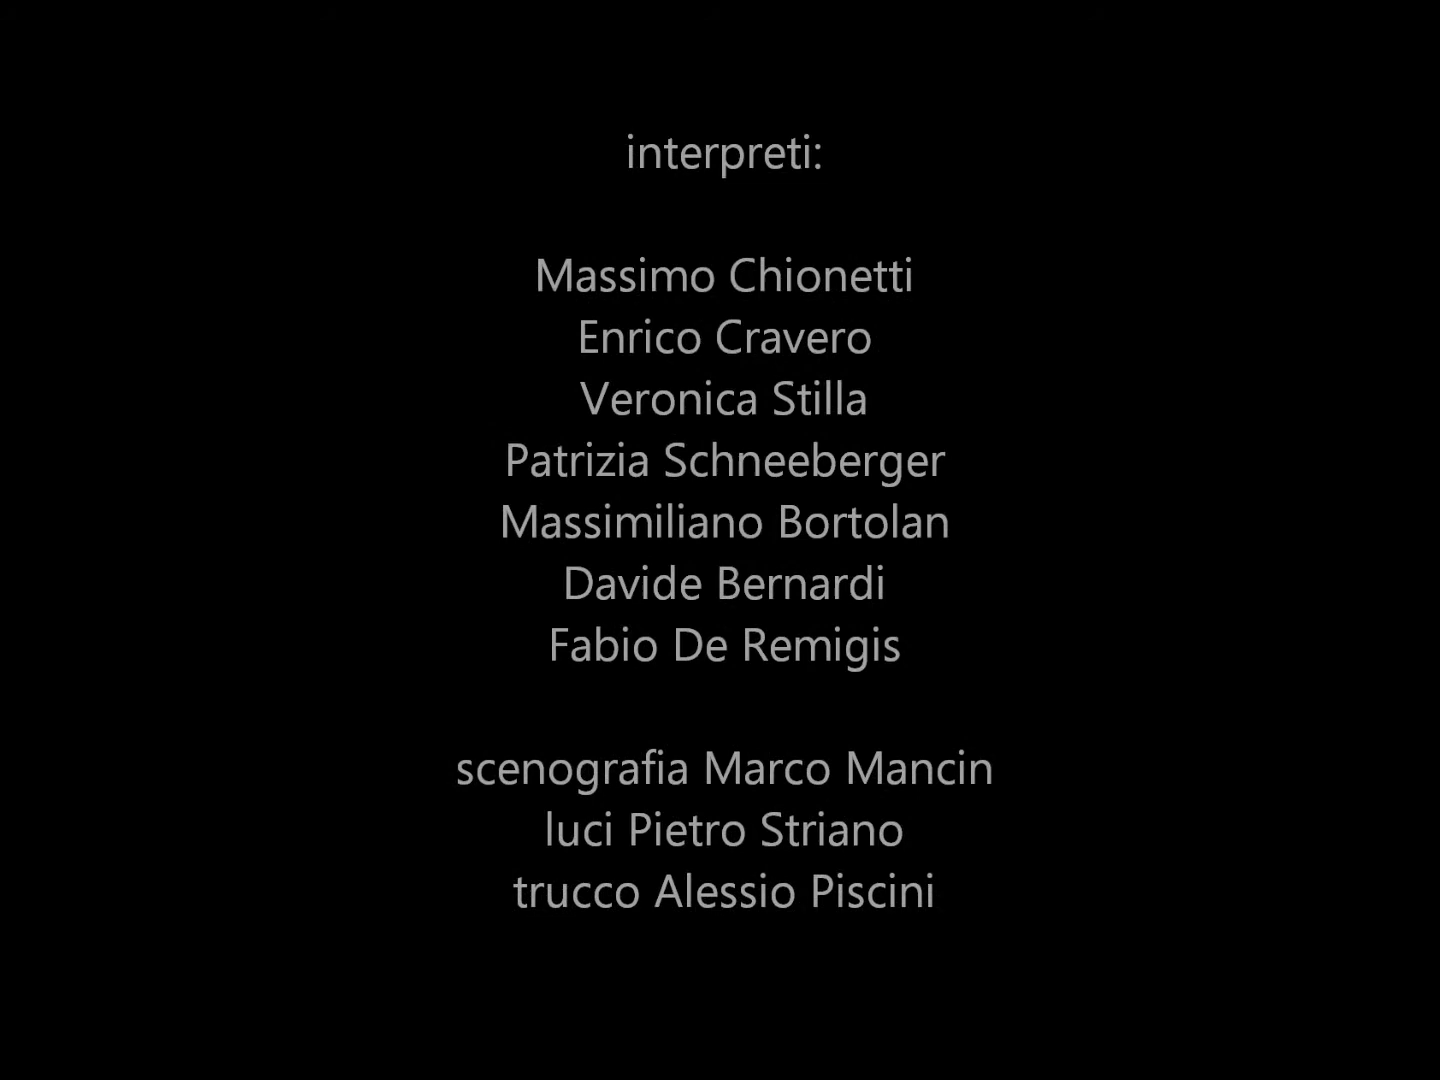 interpreti:
Massimo Chionetti
Enrico Cravero
Veronica Stilla
Patrizia Schneeberger
Massimiliano Bortolan
Davide Bernardi
Fabio De Remigis
scenografia Marco Mancin
luci Pietro Striano
trucco Alessio Piscini